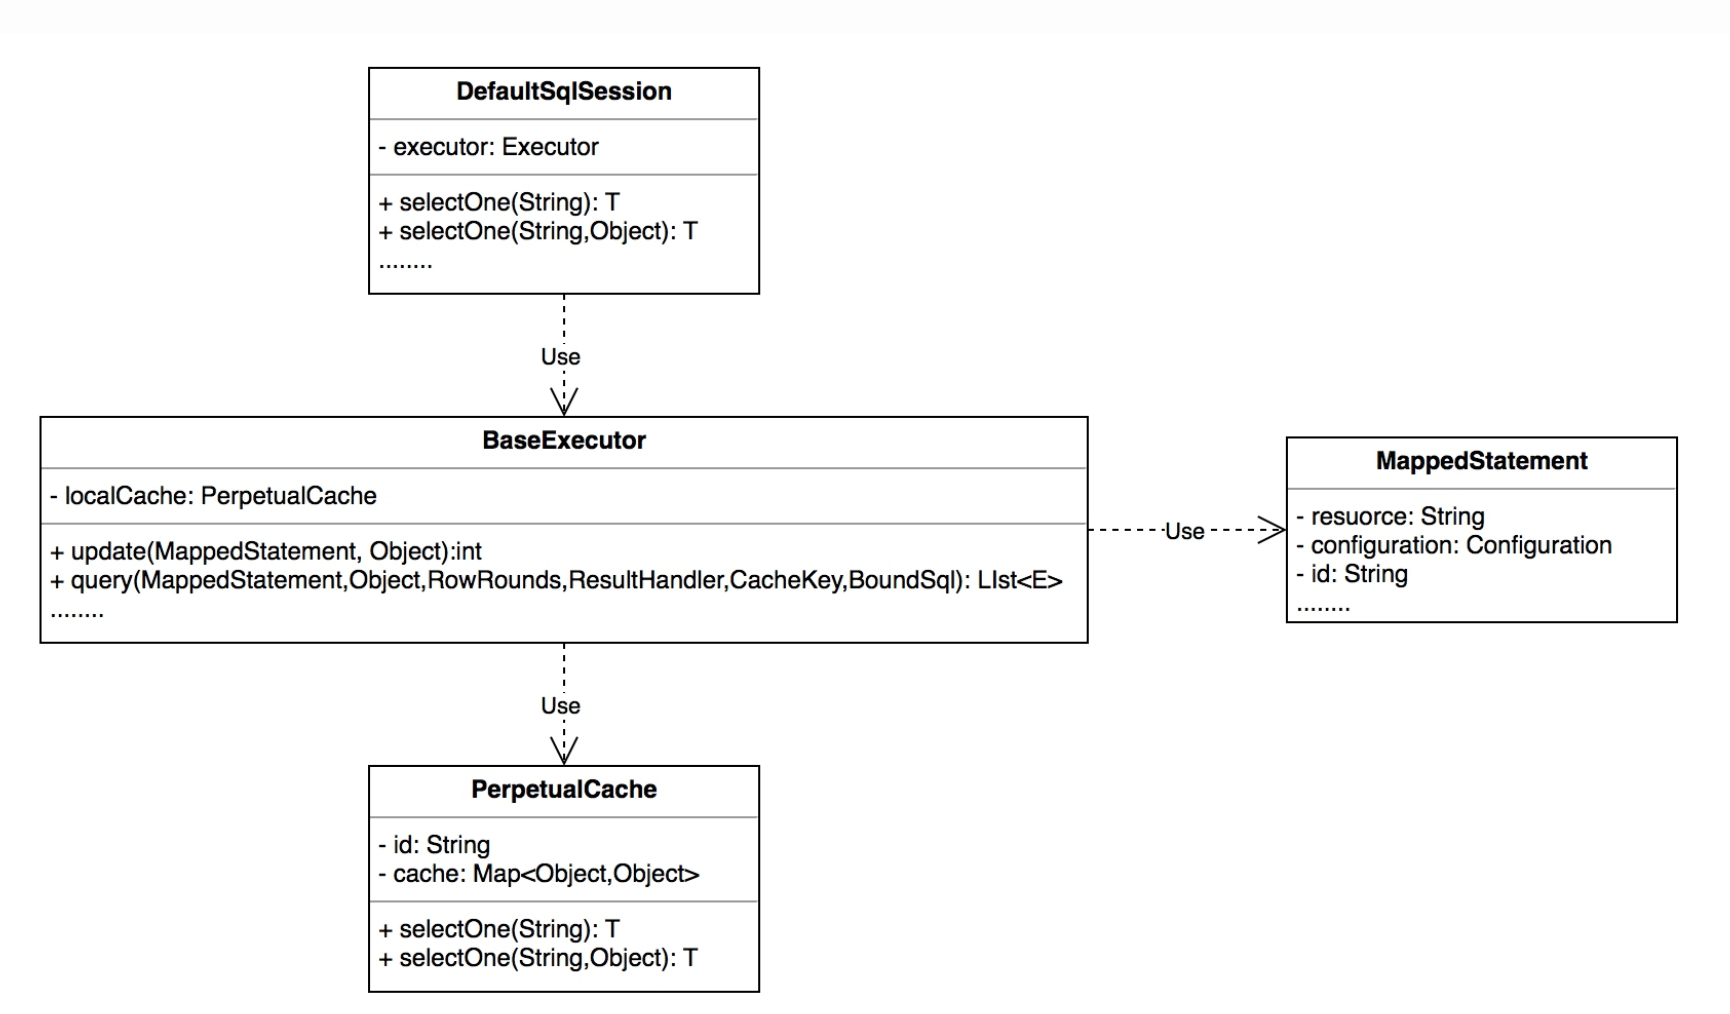 DefaultSqlSession
- executor: Executor
+ selectOne(String): T
+ selectOne(String,Object): T
........
Use
BaseExecutor
- localCache: PerpetualCache
+ update(MappedStatement, Object):int
+ query(MappedStatement,Object,RowRounds,ResultHandler,CacheKey,BoundSql): LIst<E>
........
Use
MappedStatement
- resuorce: String
- configuration: Configuration
- id: String
........
Use
PerpetualCache
- id: String
- cache: Map<Object,Object>
+ selectOne(String): T
+ selectOne(String,Object): T